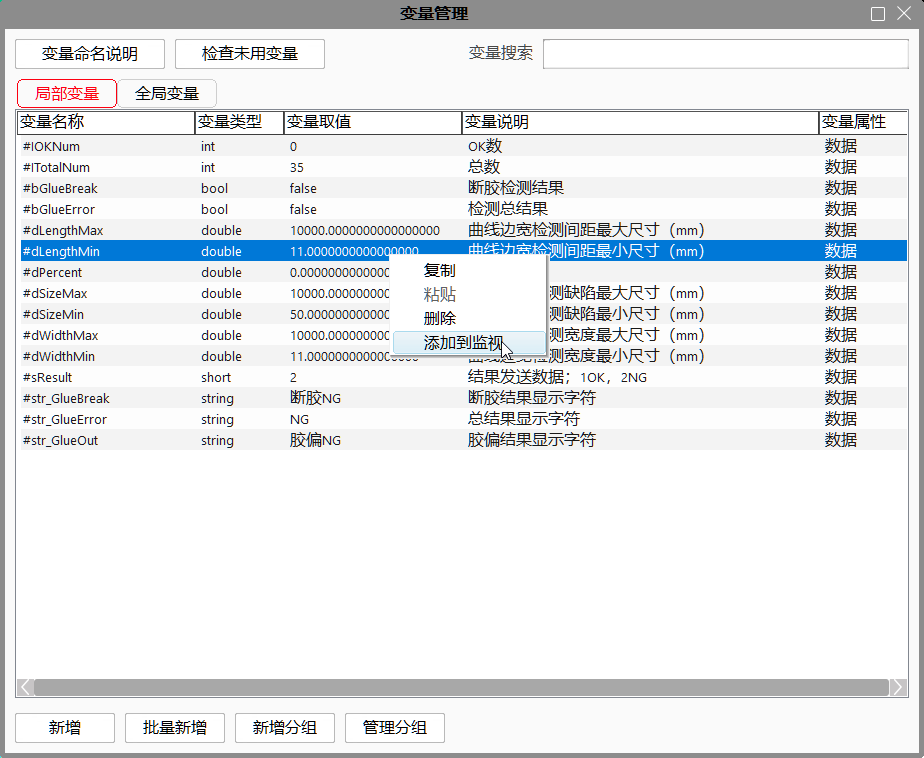 变量管理
变量命名说明 检查未用变量 变量搜索
局部变量 全局变量
变量名称 变量类型 变量取值 变量说明 变量属性
#IOKNum int 0 OK数 数据
#ITotalNum int 35 总数 数据
#bGlueBreak bool false 断胶检测结果 数据
#bGlueError bool false 检测总结果 数据
#dLengthMax double 10000.0000000000000000 曲线边宽检测间距最大尺寸（mm） 数据
#dLengthMin double 11.0000000000000000 曲线边宽检测间距最小尺寸（mm） 数据
#dPercent double 0.000000000000 复制 数据
#dSizeMax double 10000.000000000 粘贴 测缺陷最大尺寸（mm） 数据
#dSizeMin double 50.000000000000 删除 测缺陷最小尺寸（mm） 数据
#dWidthMax double 10000.000000000 添加到监视 测宽度最大尺寸（mm） 数据
#dWidthMin double 11.0000000000000000 曲线边宽检测宽度最小尺寸（mm） 数据
#sResult short 2 结果发送数据；1OK，2NG 数据
#str_GlueBreak string 断胶NG 断胶结果显示字符 数据
#str_GlueError string NG 总结果显示字符 数据
#str_GlueOut string 胶偏NG 胶偏结果显示字符 数据
新增 批量新增 新增分组 管理分组